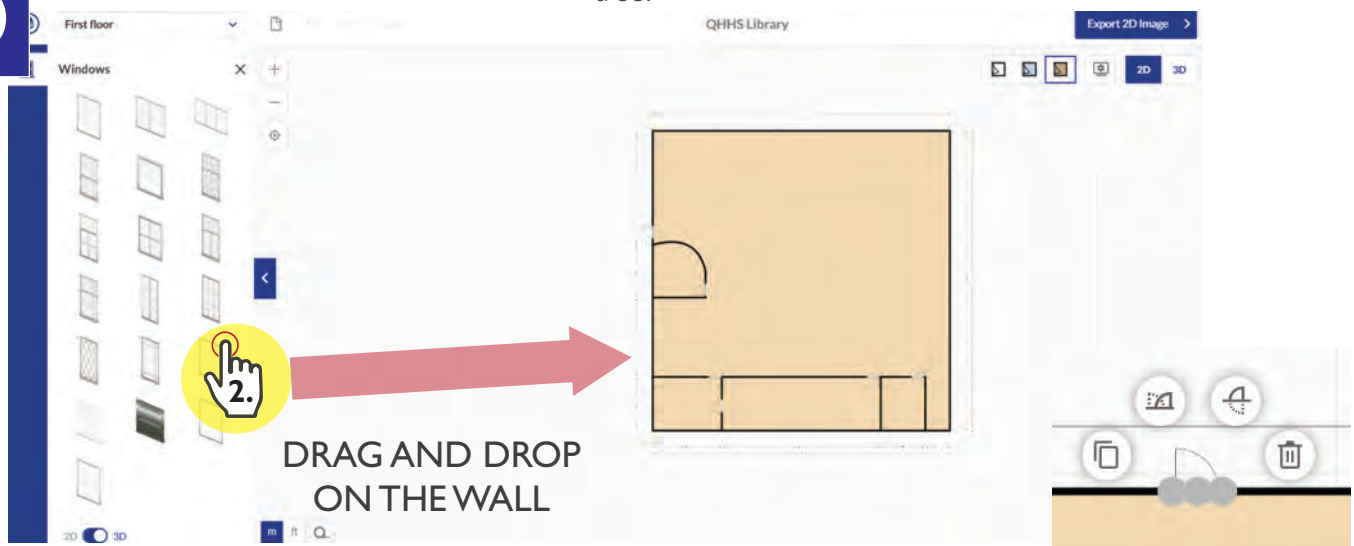 First floor
QHHS Library
Export 2D Image
Windows
2D 3D
2.
DRAG AND DROP
ON THE WALL
2D 3D
m ft